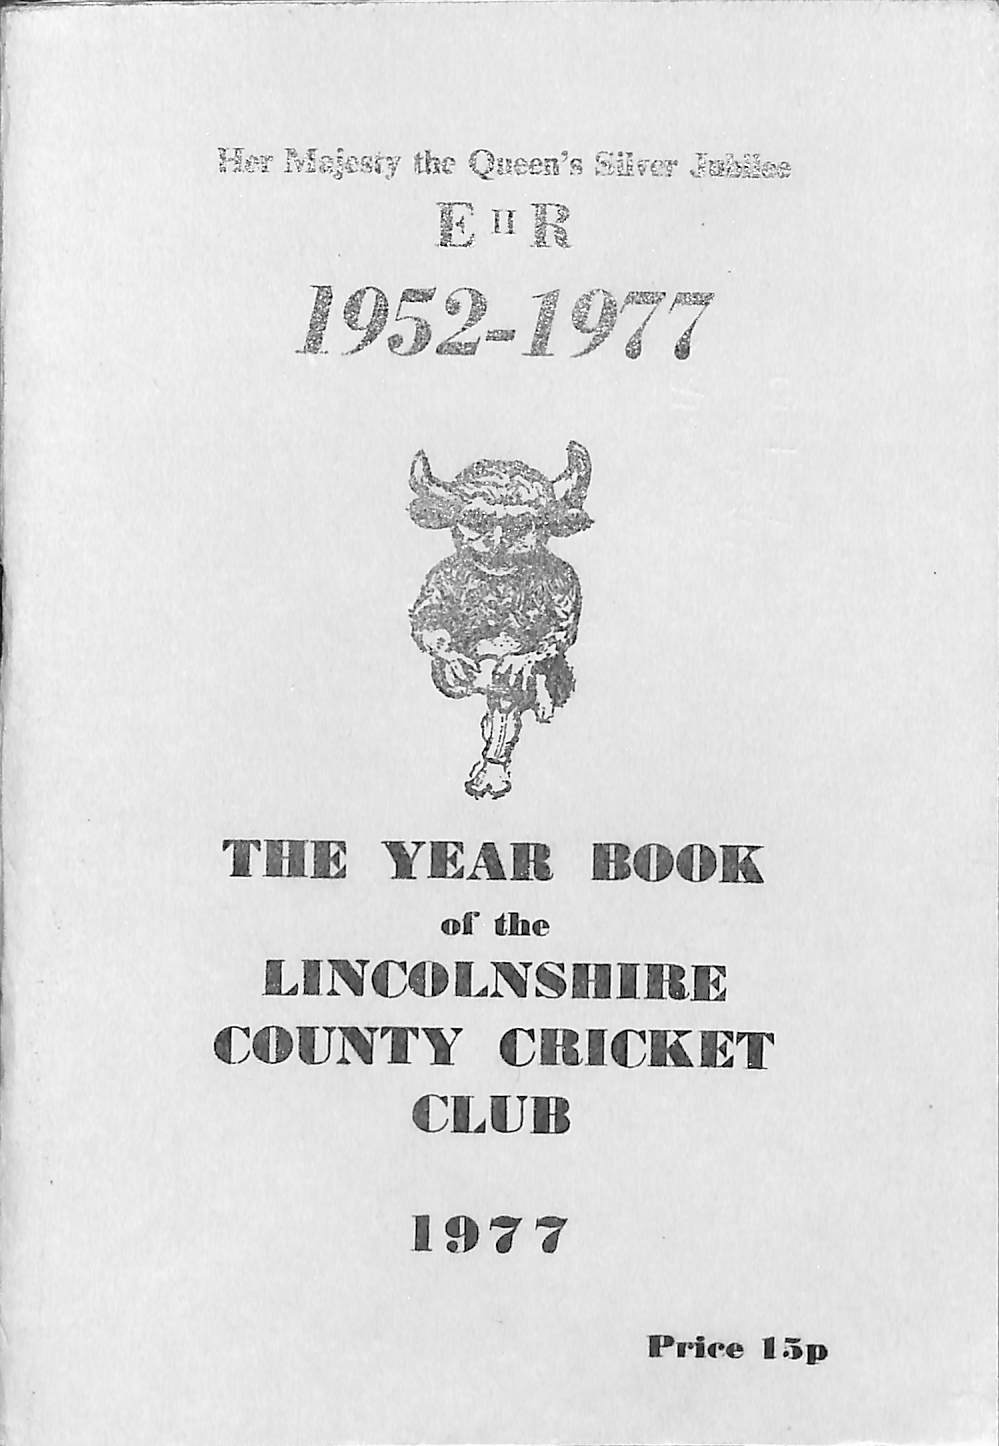 Her Majesty the Queen's Silver Jubilee
E II R
1952-1977
THE YEAR BOOK
of the
LINCOLNSHIRE
COUNTY CRICKET
CLUB
1977
Price 15p